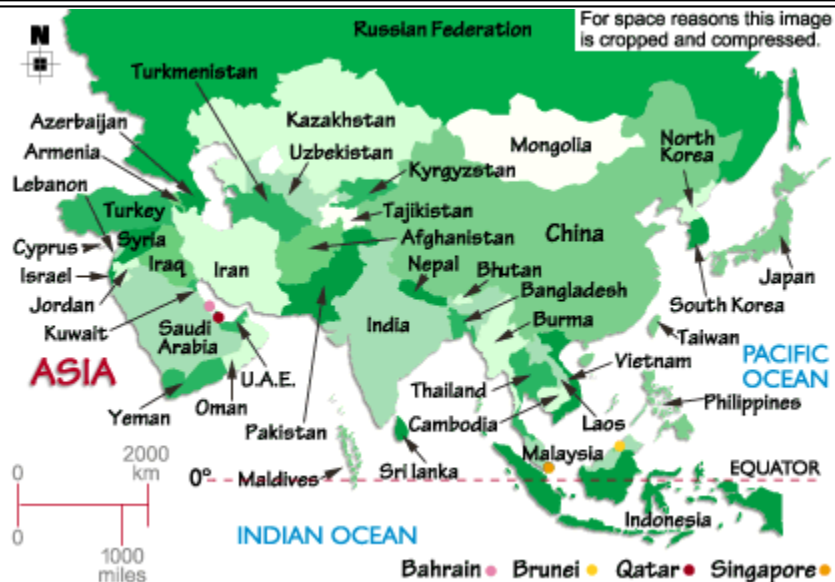 For space reasons this image
is cropped and compressed.
N
Russian Federation
Turkmenistan
Kazakhstan
Azerbaijan
Mongolia
North
Korea
Armenia
Uzbekistan
Kyrgyzstan
Lebanon
Turkey
Tajikistan
Cyprus
Syria
Afghanistan
China
Israel
Iraq
Iran
Nepal
Bhutan
Japan
Jordan
Bangladesh
South Korea
Kuwait
Saudi
Arabia
India
Burma
Taiwan
ASIA
U.A.E.
Thailand
Vietnam
PACIFIC
OCEAN
Yeman
Oman
Pakistan
Cambodia
Laos
Philippines
0
2000
km
Maldives
Sri lanka
Malaysia
0°
EQUATOR
0
1000
miles
INDIAN OCEAN
Indonesia
Bahrain
Brunei
Qatar
Singapore